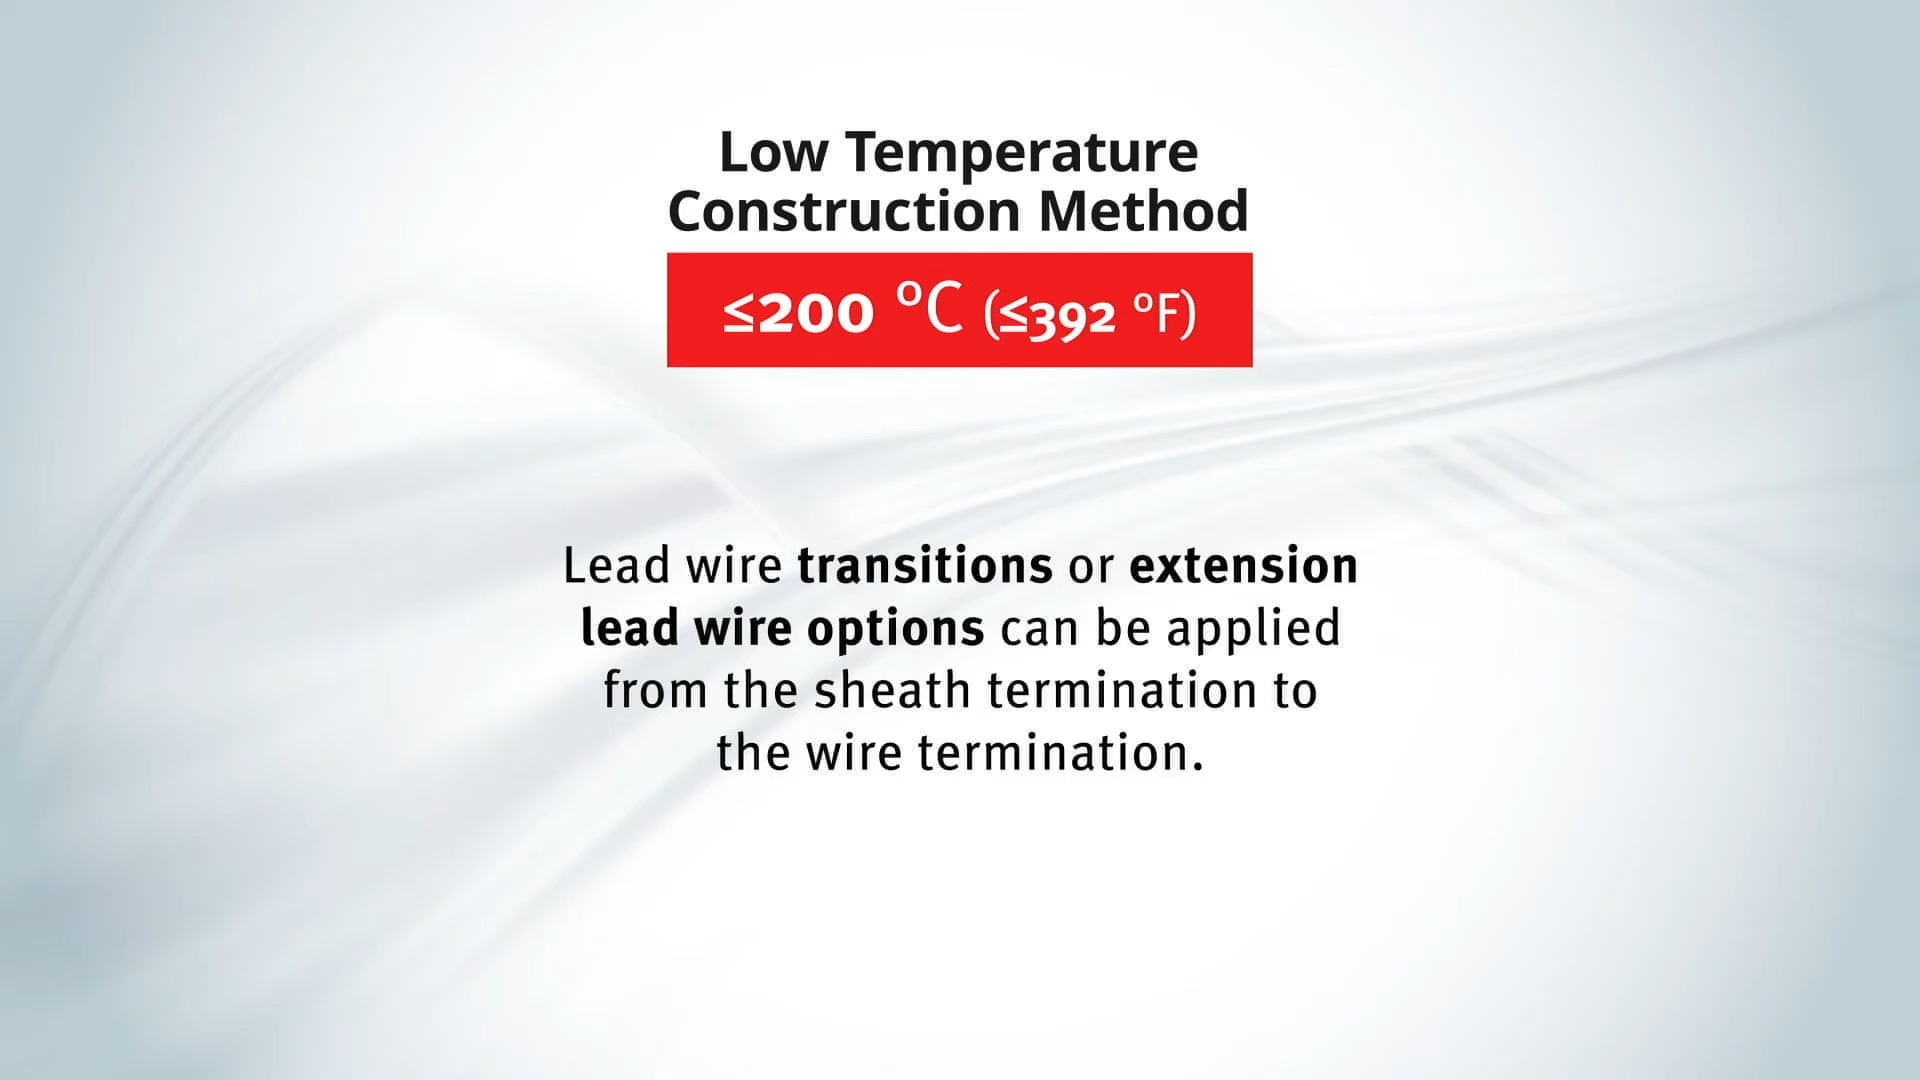 Low Temperature
Construction Method
≤200 °C (≤392 °F)
Lead wire transitions or extension
lead wire options can be applied
from the sheath termination to
the wire termination.